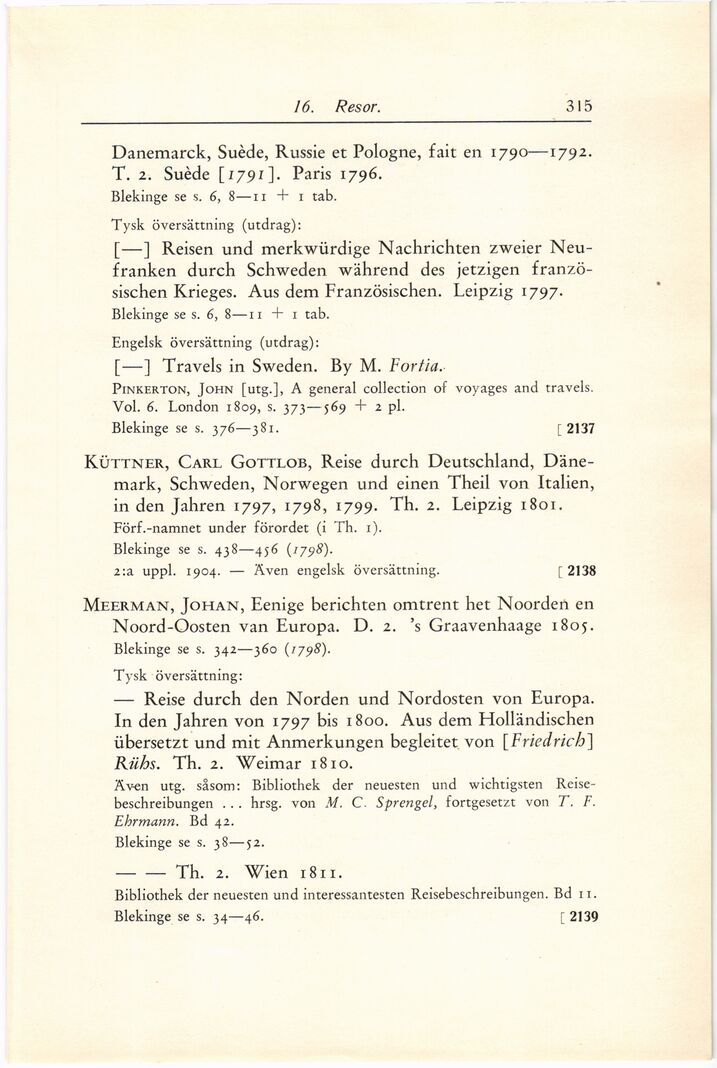 16. Resor. 315
Danemarck, Suède, Russie et Pologne, fait en 1790—1792.
T. 2. Suède [1791]. Paris 1796.
Blekinge se s. 6, 8—11 + 1 tab.
Tysk översättning (utdrag):
[—] Reisen und merkwürdige Nachrichten zweier Neu-
franken durch Schweden während des jetzigen franzö-
sischen Krieges. Aus dem Französischen. Leipzig 1797.
Blekinge se s. 6, 8—11 + 1 tab.
Engelsk översättning (utdrag):
[—] Travels in Sweden. By M. Fortia.
PINKERTON, JOHN [utg.], A general collection of voyages and travels.
Vol. 6. London 1809, s. 373—569 + 2 pl.
Blekinge se s. 376—381. [ 2137
KÜTTNER, CARL GOTTLOB, Reise durch Deutschland, Däne-
mark, Schweden, Norwegen und einen Theil von Italien,
in den Jahren 1797, 1798, 1799. Th. 2. Leipzig 1801.
Förf.-namnet under förordet (i Th. 1).
Blekinge se s. 438—456 (1798).
2:a uppl. 1904. — Även engelsk översättning. [ 2138
MEERMAN, JOHAN, Eenige berichten omtrent het Noorden en
Noord-Oosten van Europa. D. 2. 's Graavenhaage 1805.
Blekinge se s. 342—360 (1798).
Tysk översättning:
— Reise durch den Norden und Nordosten von Europa.
In den Jahren von 1797 bis 1800. Aus dem Holländischen
übersetzt und mit Anmerkungen begleitet von [Friedrich]
Rühs. Th. 2. Weimar 1810.
Även utg. såsom: Bibliothek der neuesten und wichtigsten Reise-
beschreibungen ... hrsg. von M. C. Sprengel, fortgesetzt von T. F.
Ehrmann. Bd 42.
Blekinge se s. 38—52.
— — Th. 2. Wien 1811.
Bibliothek der neuesten und interessantesten Reisebeschreibungen. Bd 11.
Blekinge se s. 34—46. [ 2139